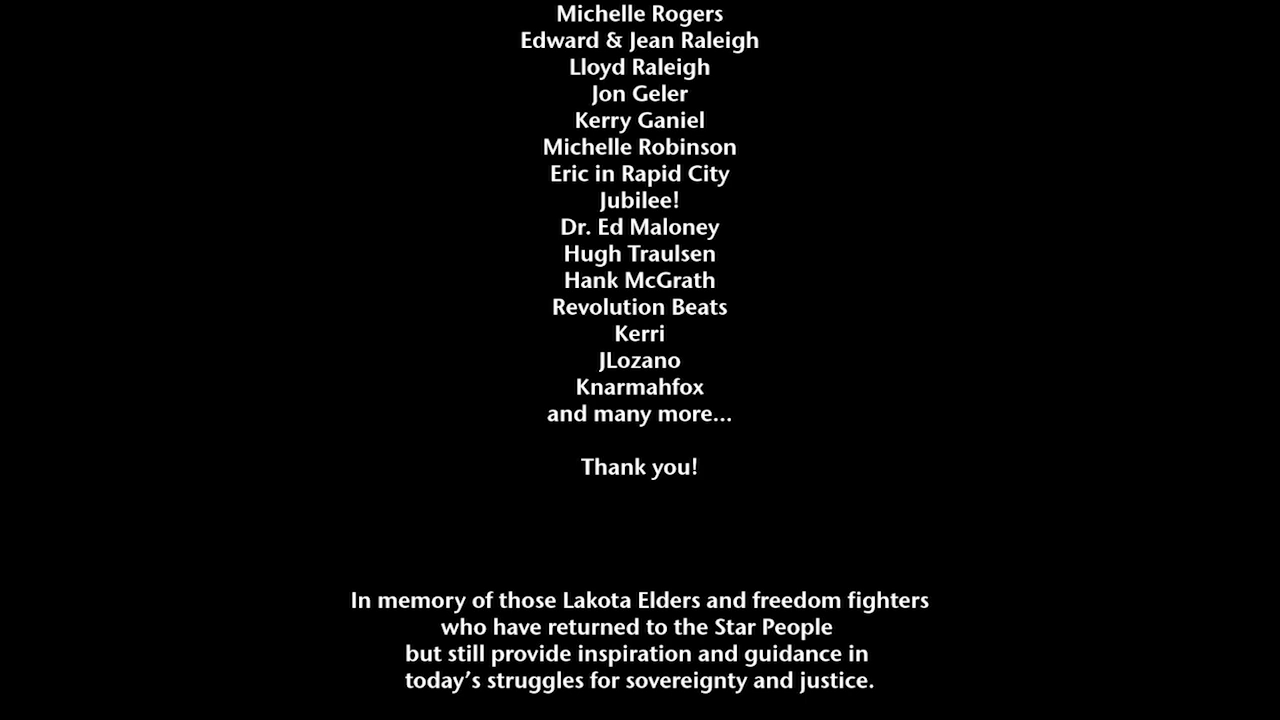 Michelle Rogers
Edward & Jean Raleigh
Lloyd Raleigh
Jon Geler
Kerry Ganiel
Michelle Robinson
Eric in Rapid City
Jubilee!
Dr. Ed Maloney
Hugh Traulsen
Hank McGrath
Revolution Beats
Kerri
JLozano
Knarmahfox
and many more...
Thank you!
In memory of those Lakota Elders and freedom fighters
who have returned to the Star People
but still provide inspiration and guidance in
today’s struggles for sovereignty and justice.